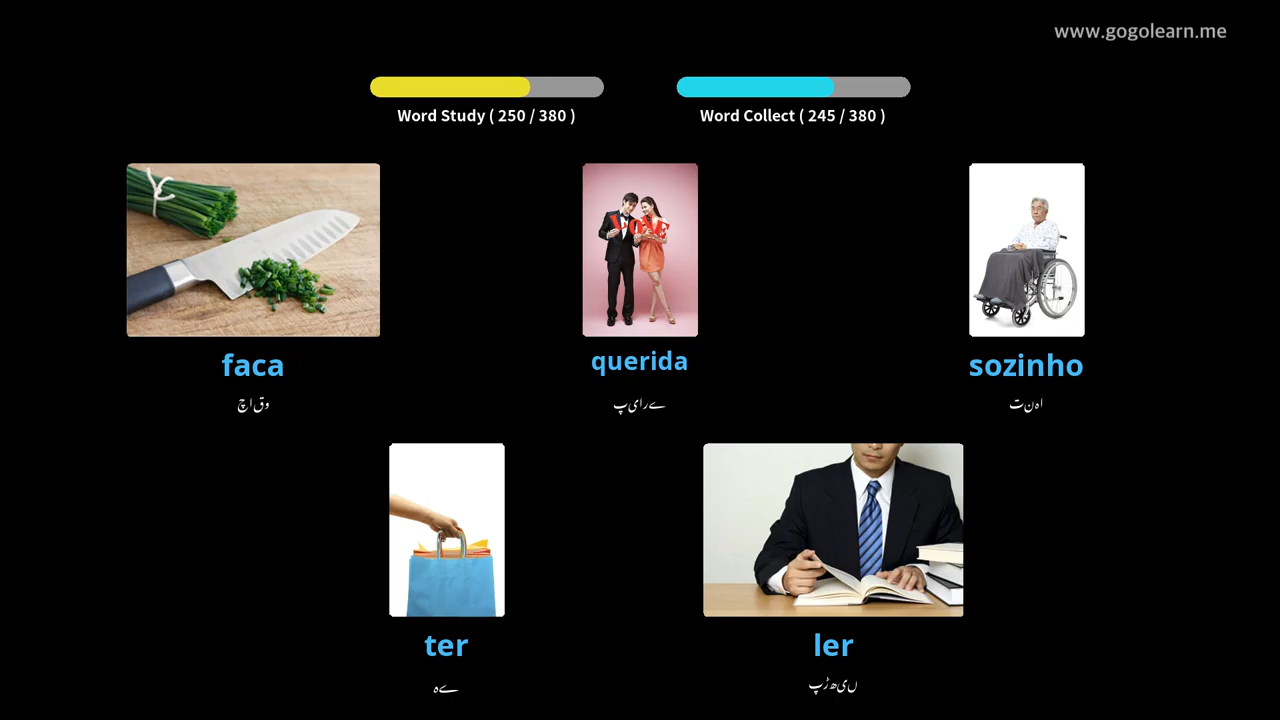 www.gogolearn.me
Word Study ( 250 / 380 )
Word Collect ( 245 / 380 )
LOVE
faca
querida
sozinho
چاقو
پیارے
تنہا
ter
ler
ہے
پڑھیں